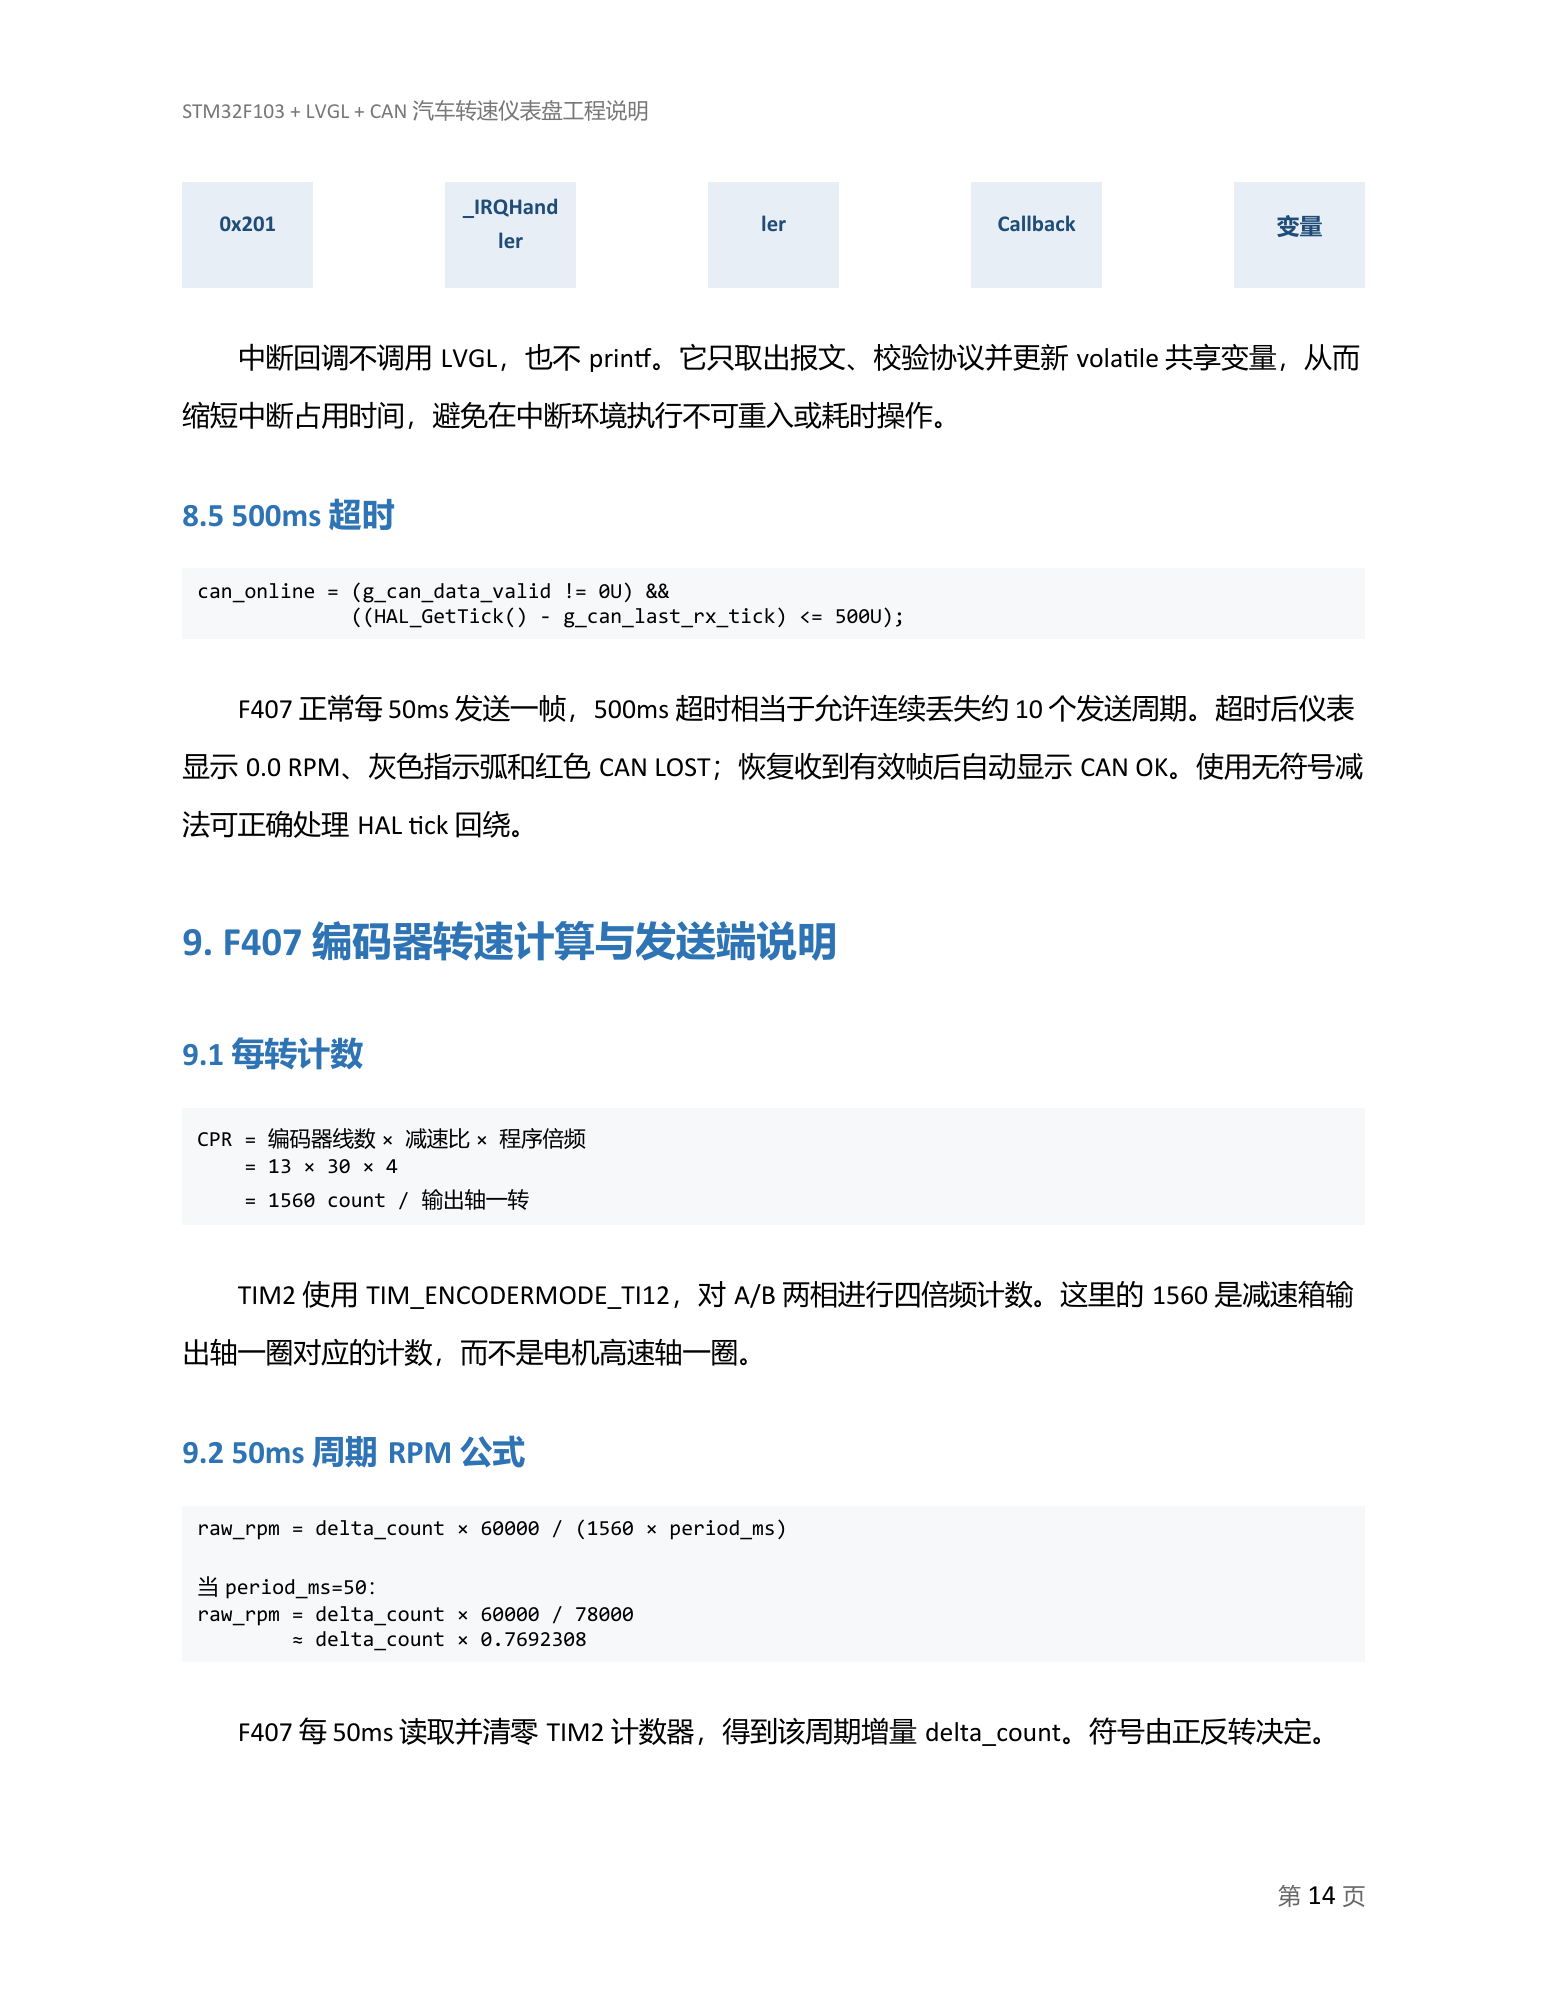 STM32F103 + LVGL + CAN 汽车转速仪表盘工程说明
0x201
_IRQHand
ler
ler
Callback
变量
中断回调不调用 LVGL，也不 printf。它只取出报文、校验协议并更新 volatile 共享变量，从而
缩短中断占用时间，避免在中断环境执行不可重入或耗时操作。
8.5 500ms 超时
can_online = (g_can_data_valid != 0U) &&
             ((HAL_GetTick() - g_can_last_rx_tick) <= 500U);
F407 正常每 50ms 发送一帧，500ms 超时相当于允许连续丢失约 10 个发送周期。超时后仪表
显示 0.0 RPM、灰色指示弧和红色 CAN LOST；恢复收到有效帧后自动显示 CAN OK。使用无符号减
法可正确处理 HAL tick 回绕。
9. F407 编码器转速计算与发送端说明
9.1 每转计数
CPR = 编码器线数 × 减速比 × 程序倍频
    = 13 × 30 × 4
    = 1560 count / 输出轴一转
TIM2 使用 TIM_ENCODERMODE_TI12，对 A/B 两相进行四倍频计数。这里的 1560 是减速箱输
出轴一圈对应的计数，而不是电机高速轴一圈。
9.2 50ms 周期 RPM 公式
raw_rpm = delta_count × 60000 / (1560 × period_ms)
当 period_ms=50：
raw_rpm = delta_count × 60000 / 78000
        ≈ delta_count × 0.7692308
F407 每 50ms 读取并清零 TIM2 计数器，得到该周期增量 delta_count。符号由正反转决定。
第 14 页